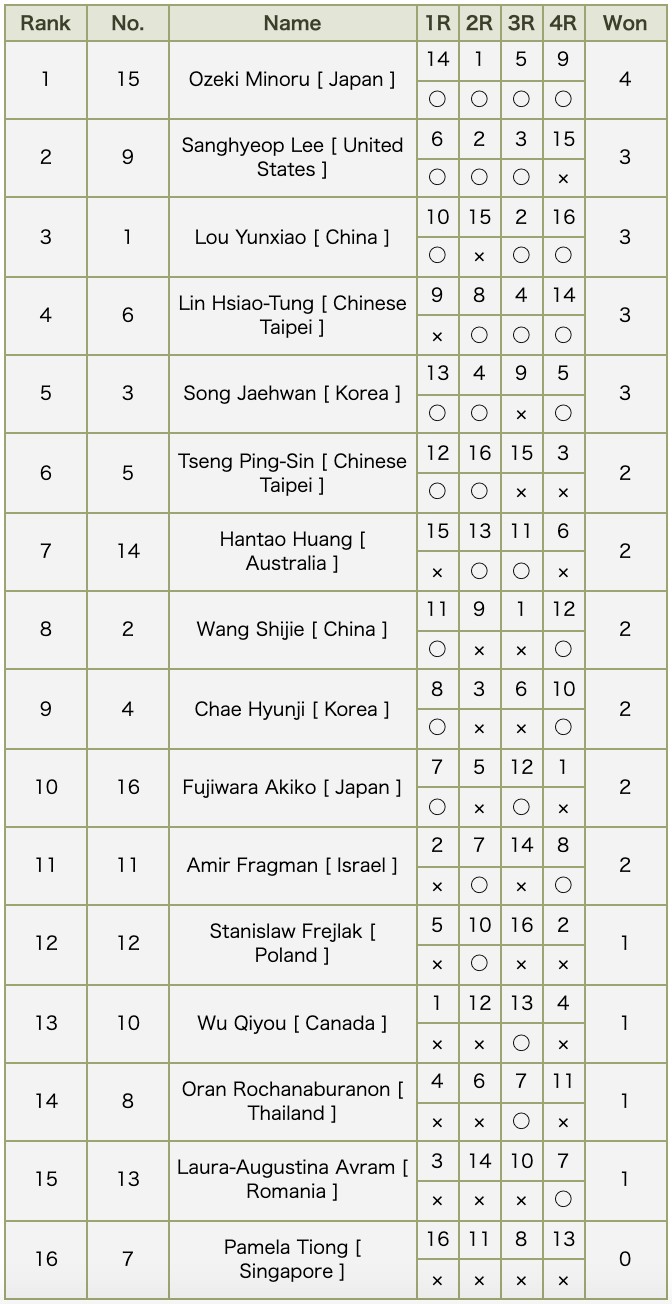 Rank No. Name 1R 2R 3R 4R Won
1 15 Ozeki Minoru [ Japan ] 14 1 5 9 4
○ ○ ○ ○
2 9 Sanghyeop Lee [ United 6 2 3 15 3
States ] ○ ○ ○ ×
3 1 Lou Yunxiao [ China ] 10 15 2 16 3
○ × ○ ○
4 6 Lin Hsiao-Tung [ Chinese 9 8 4 14 3
Taipei ] × ○ ○ ○
5 3 Song Jaehwan [ Korea ] 13 4 9 5 3
○ ○ × ○
6 5 Tseng Ping-Sin [ Chinese 12 16 15 3 2
Taipei ] ○ ○ × ×
7 14 Hantao Huang [ 15 13 11 6 2
Australia ] × ○ ○ ×
8 2 Wang Shijie [ China ] 11 9 1 12 2
○ × × ○
9 4 Chae Hyunji [ Korea ] 8 3 6 10 2
○ × × ○
10 16 Fujiwara Akiko [ Japan ] 7 5 12 1 2
○ × ○ ×
11 11 Amir Fragman [ Israel ] 2 7 14 8 2
× ○ × ○
12 12 Stanislaw Frejlak [ 5 10 16 2 1
Poland ] × ○ × ×
13 10 Wu Qiyou [ Canada ] 1 12 13 4 1
× × ○ ×
14 8 Oran Rochanaburanon [ 4 6 7 11 1
Thailand ] × × ○ ×
15 13 Laura-Augustina Avram [ 3 14 10 7 1
Romania ] × × × ○
16 7 Pamela Tiong [ 16 11 8 13 0
Singapore ] × × × ×